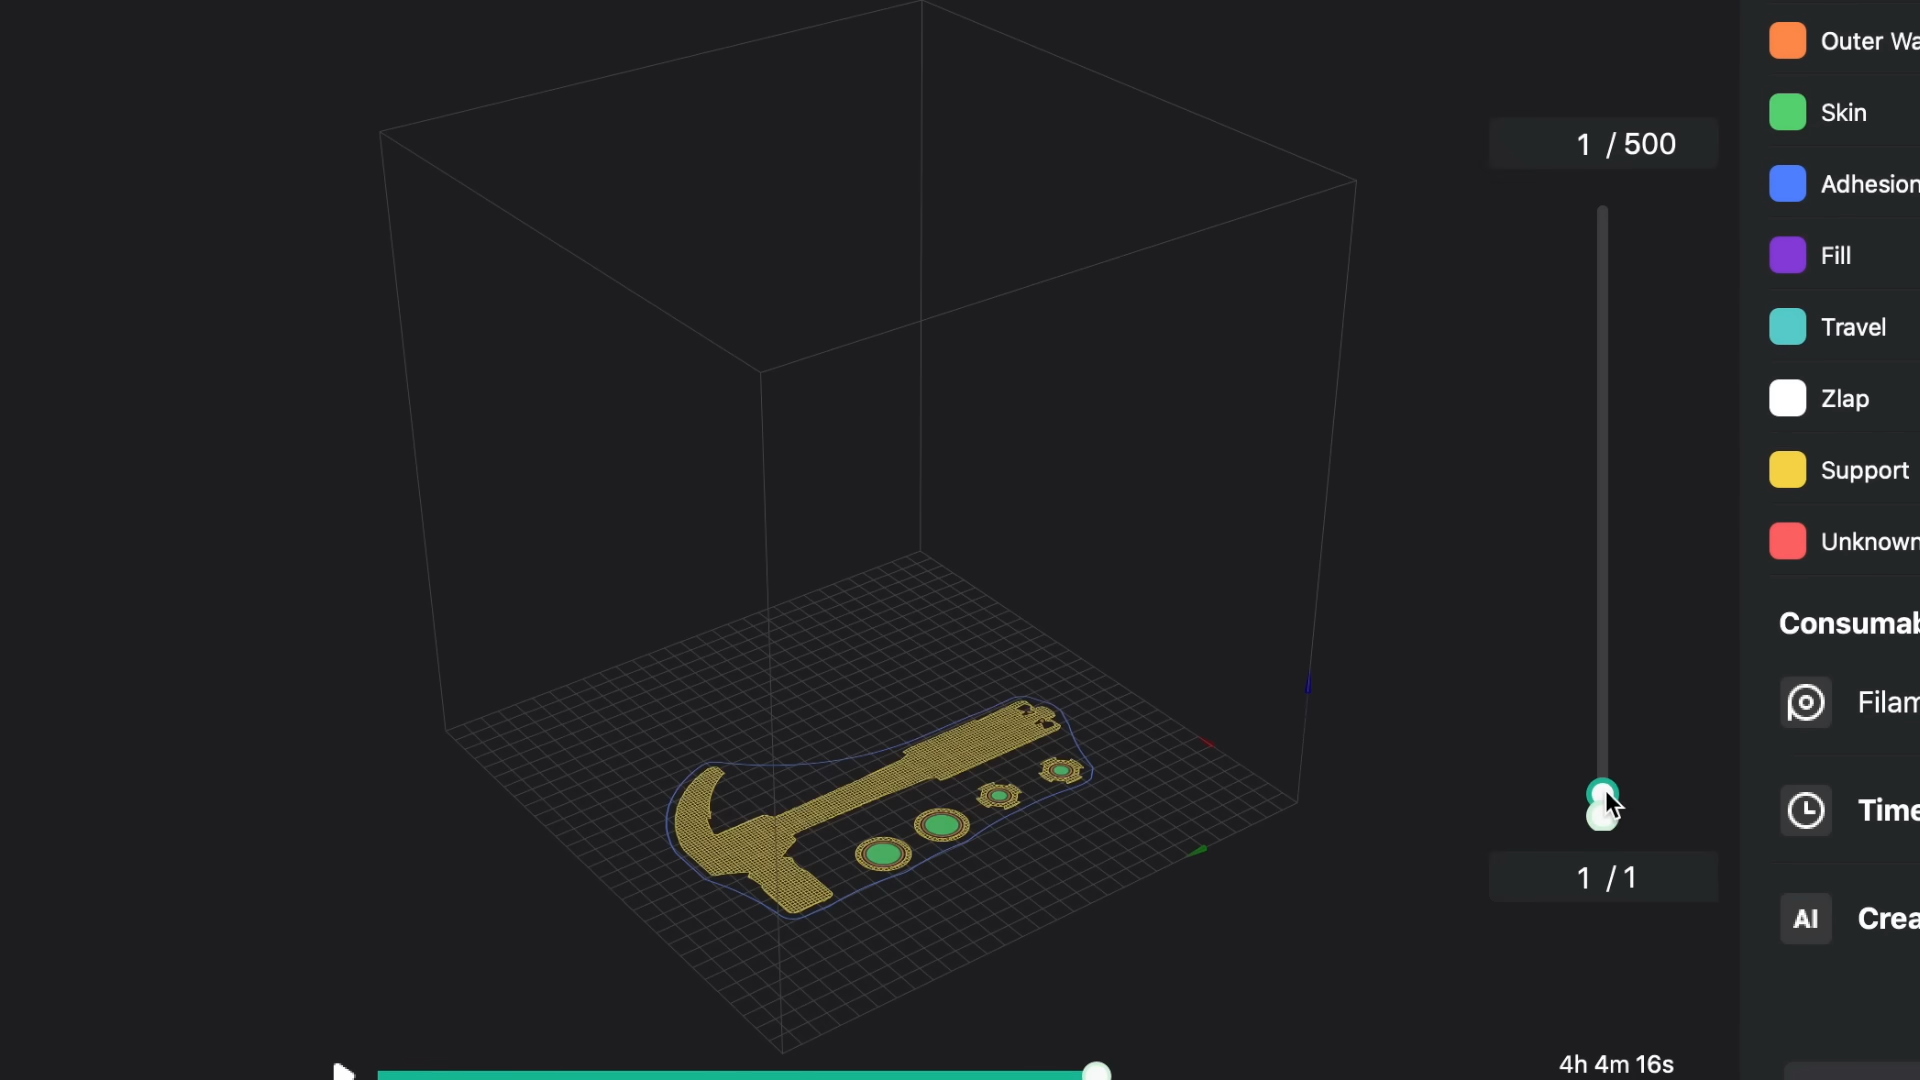 Outer Wa
Skin
1 / 500
Adhesion
Fill
Travel
Zlap
Support
Unknown
Consumab
Filam
Time
1 / 1
AI Crea
4h 4m 16s